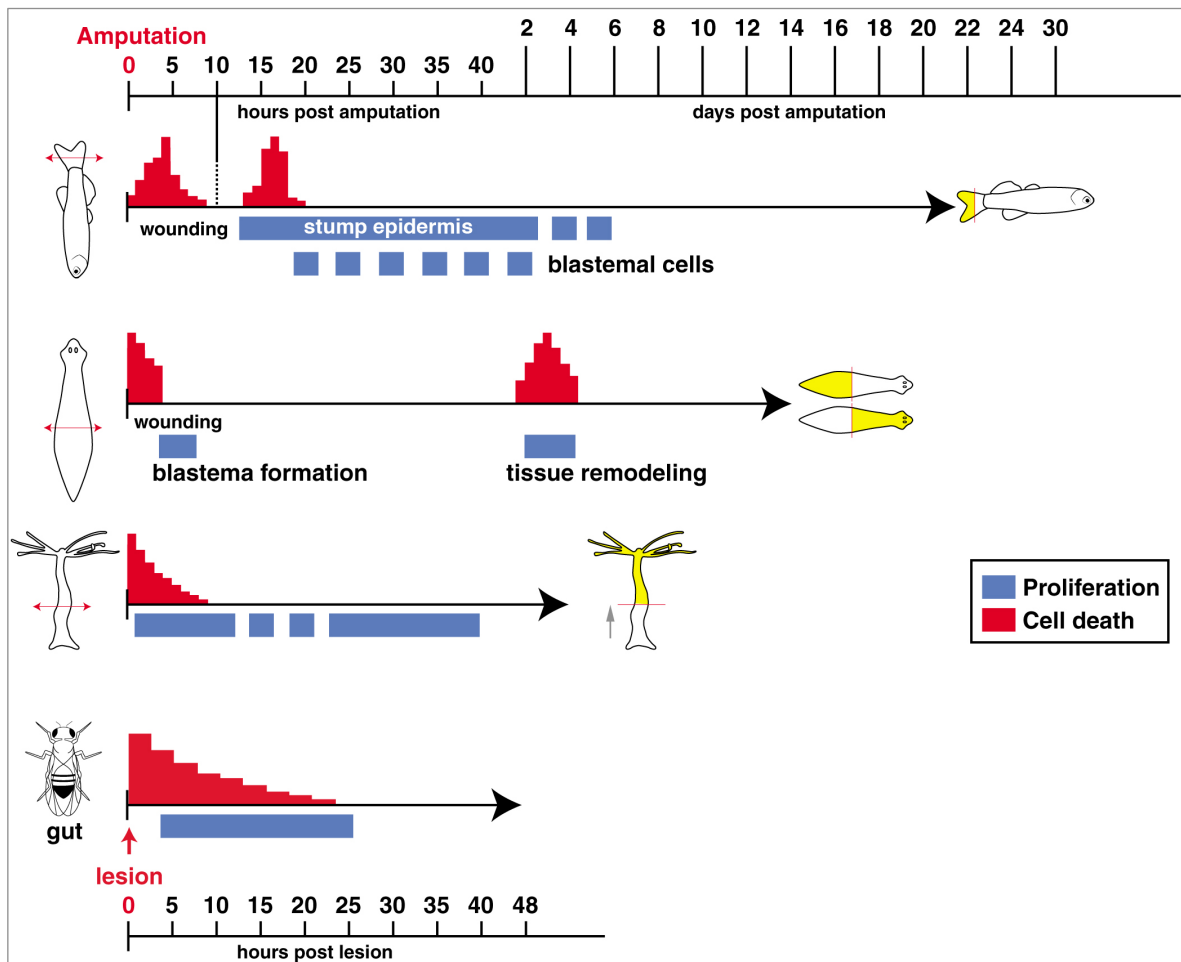 Amputation
0 5 10 15 20 25 30 35 40 2 4 6 8 10 12 14 16 18 20 22 24 30
hours post amputation days post amputation
wounding
stump epidermis
blastemal cells
wounding
blastema formation
tissue remodeling
Proliferation
Cell death
gut
lesion
0 5 10 15 20 25 30 35 40 48
hours post lesion